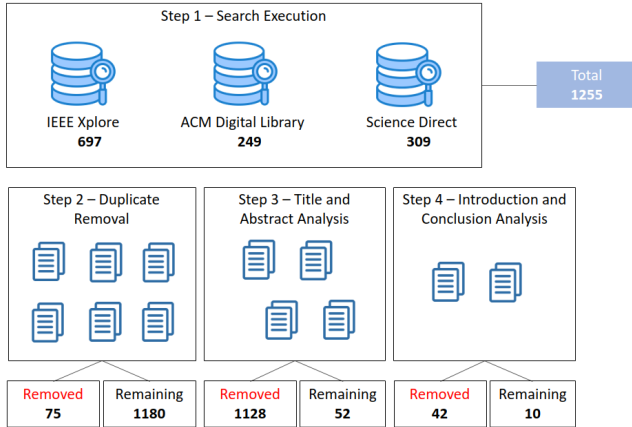 Step 1 – Search Execution
IEEE Xplore
697
ACM Digital Library
249
Science Direct
309
Total
1255
Step 2 – Duplicate
Removal
Step 3 – Title and
Abstract Analysis
Step 4 – Introduction and
Conclusion Analysis
Removed
75
Remaining
1180
Removed
1128
Remaining
52
Removed
42
Remaining
10